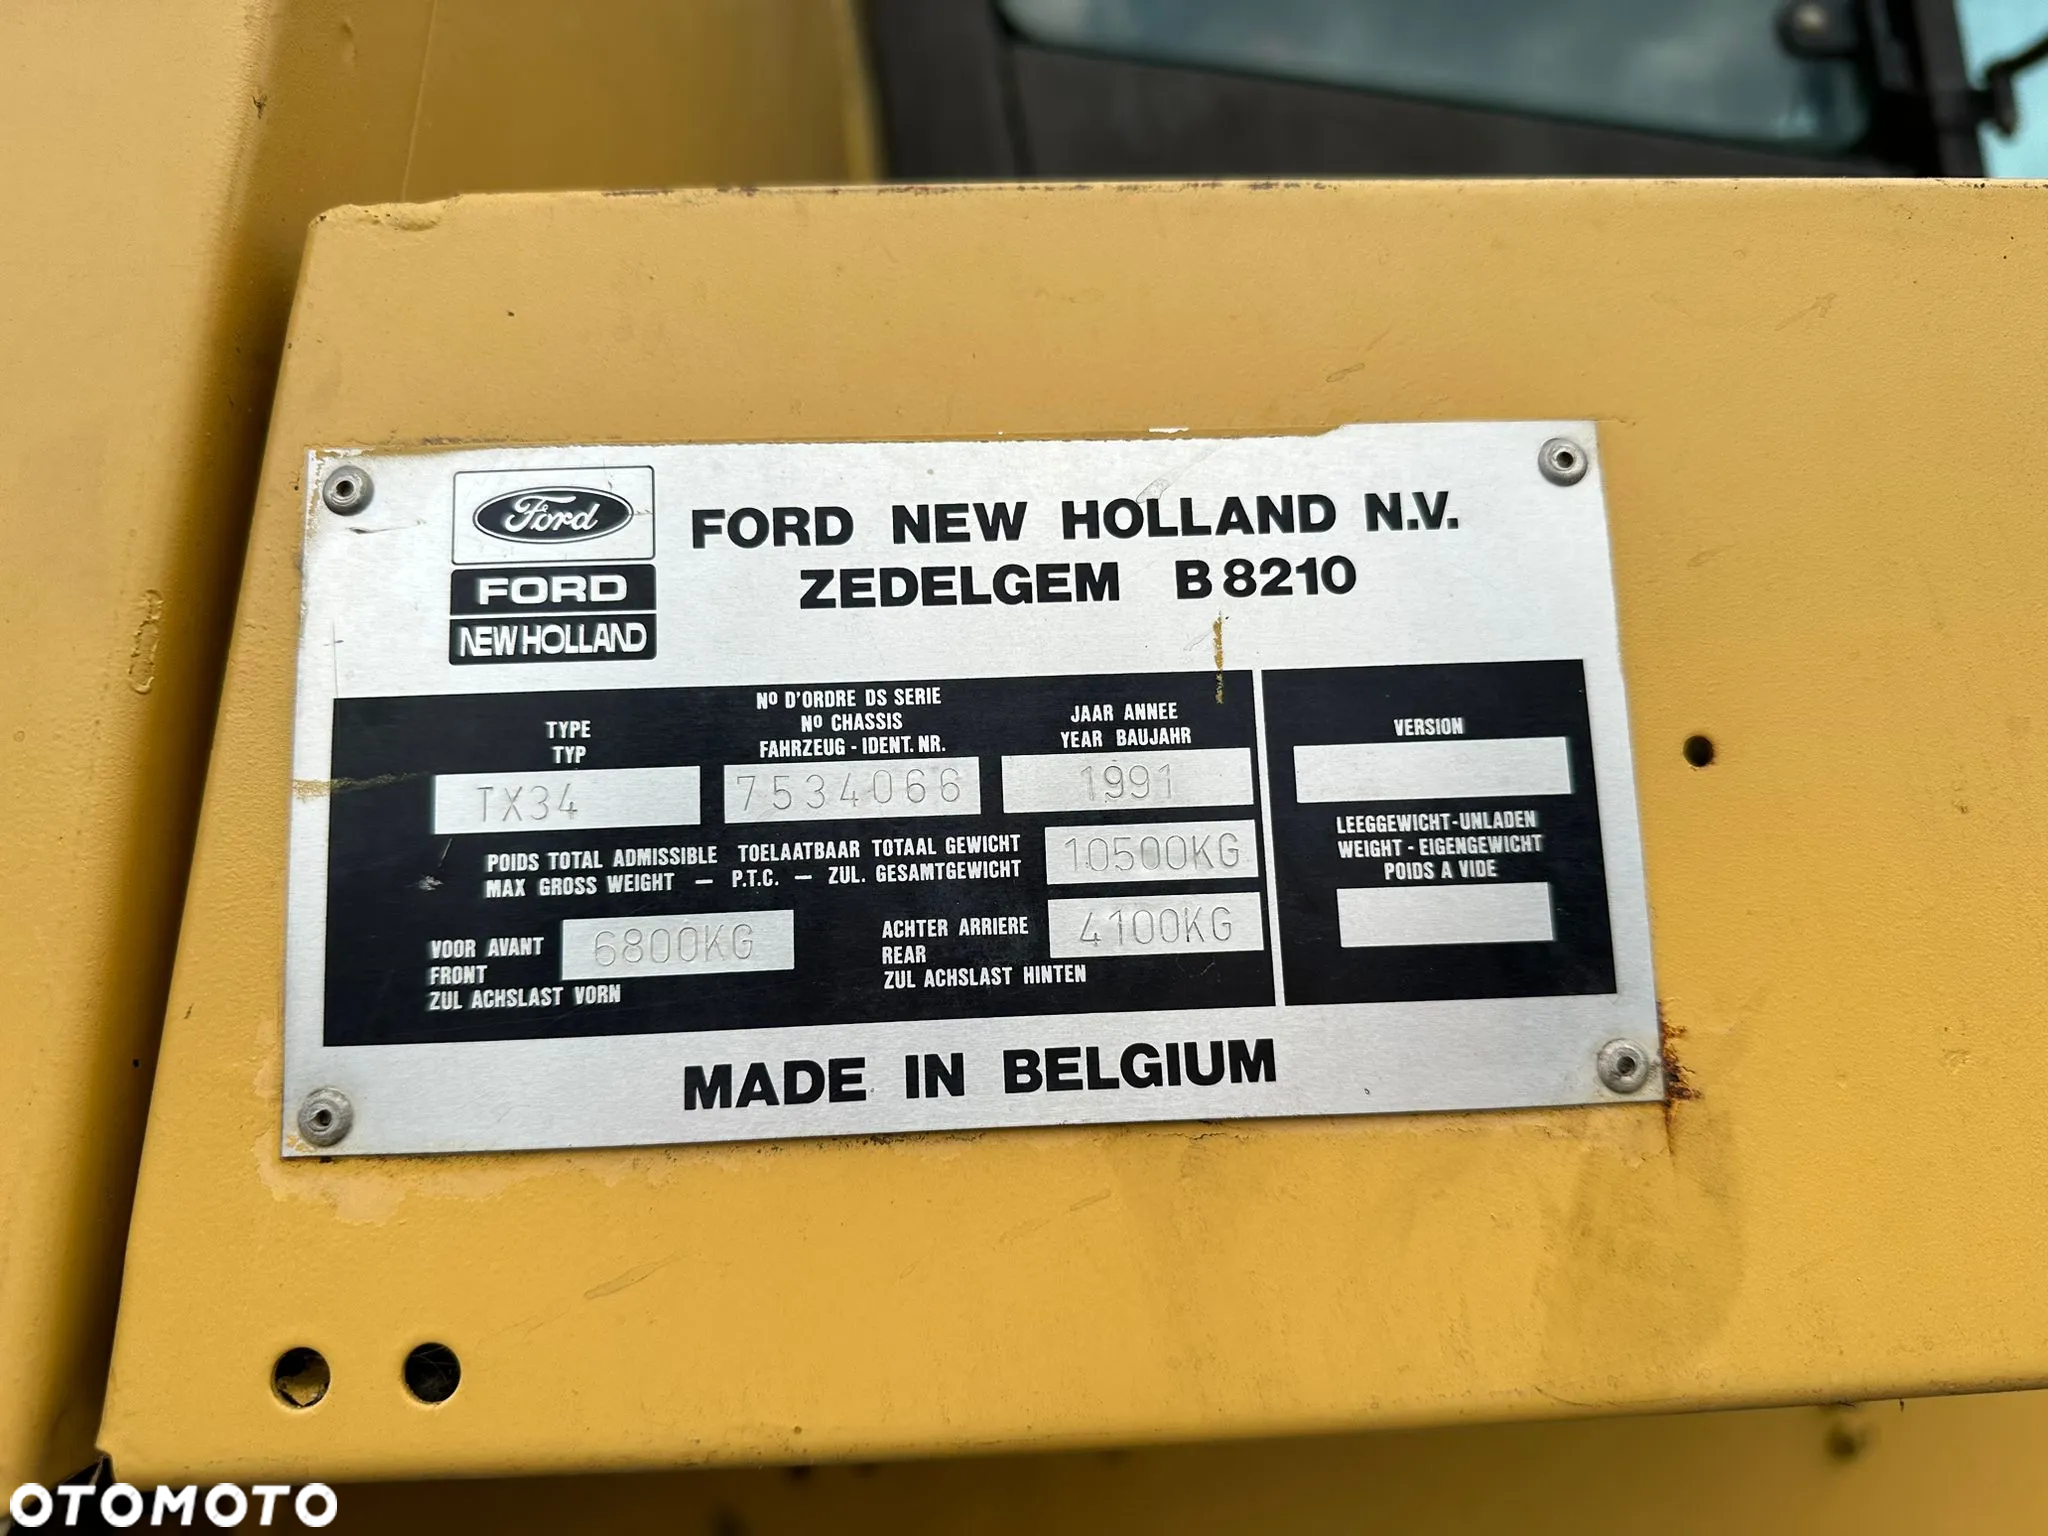 Ford
FORD
NEW HOLLAND
FORD NEW HOLLAND N.V.
ZEDELGEM B 8210
TYPE
TYP
TX34
Nº D'ORDRE DS SERIE
Nº CHASSIS
FAHRZEUG - IDENT. NR.
7534066
JAAR ANNEE
YEAR BAUJAHR
1991
POIDS TOTAL ADMISSIBLE TOELAATBAAR TOTAAL GEWICHT
MAX GROSS WEIGHT — P.T.C. — ZUL. GESAMTGEWICHT
10500KG
VOOR AVANT
FRONT
ZUL ACHSLAST VORN
6800KG
ACHTER ARRIERE
REAR
ZUL ACHSLAST HINTEN
4100KG
VERSION
LEEGGEWICHT-UNLADEN
WEIGHT - EIGENGEWICHT
POIDS A VIDE
MADE IN BELGIUM
OTOMOTO